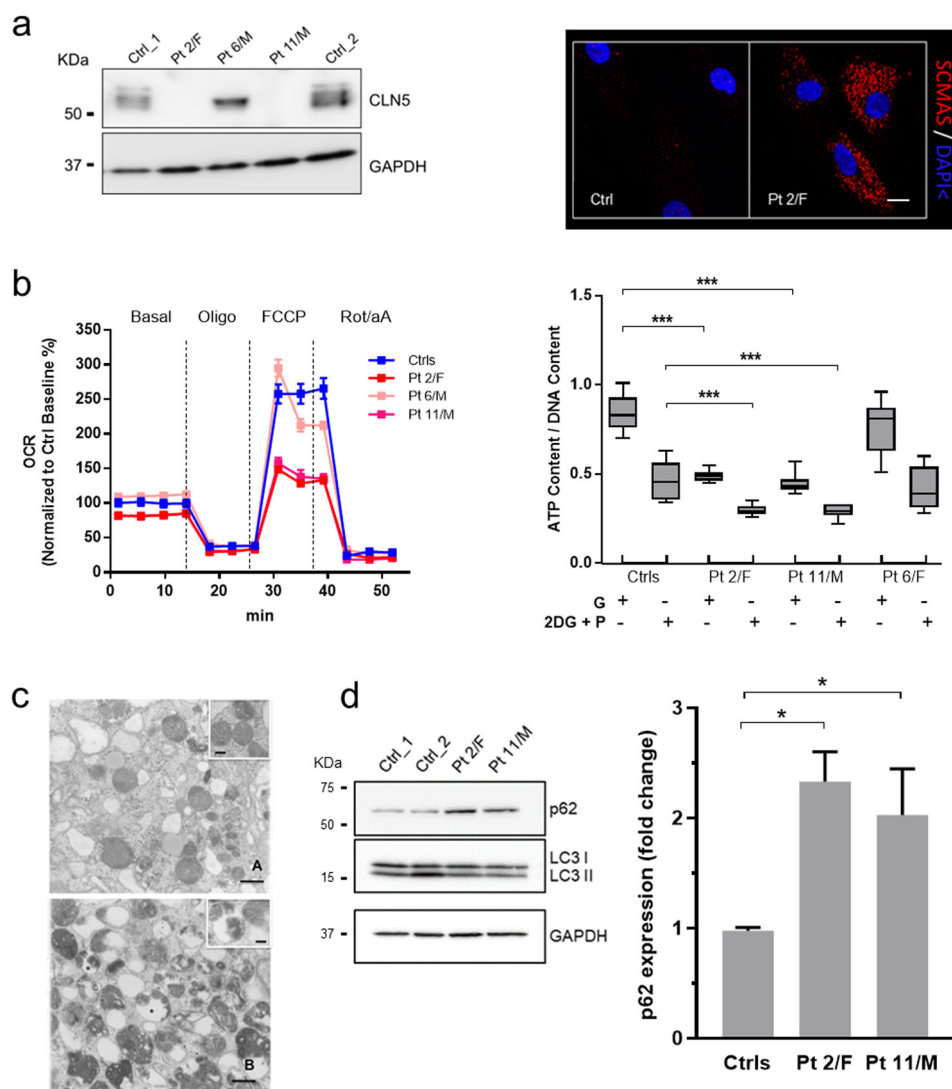 a
KDa
Ctrl_1
Pt 2/F
Pt 6/M
Pt 11/M
Ctrl_2
50
CLN5
37
GAPDH
Ctrl
Pt 2/F
SCMAS / DAPI<
b
Basal
Oligo
FCCP
Rot/aA
OCR
(Normalized to Ctrl Baseline %)
350
300
250
200
150
100
50
0
0 10 20 30 40 50
min
Ctrls
Pt 2/F
Pt 6/M
Pt 11/M
ATP Content / DNA Content
1.5
1.0
0.5
0.0
***
***
***
***
Ctrls Pt 2/F Pt 11/M Pt 6/F
G + - + - + - + -
2DG + P - + - + - + - +
c
A
B
d
KDa
Ctrl_1
Ctrl_2
Pt 2/F
Pt 11/M
75
50
p62
15
LC3 I
LC3 II
37
GAPDH
p62 expression (fold change)
3
2
1
0
*
*
Ctrls Pt 2/F Pt 11/M